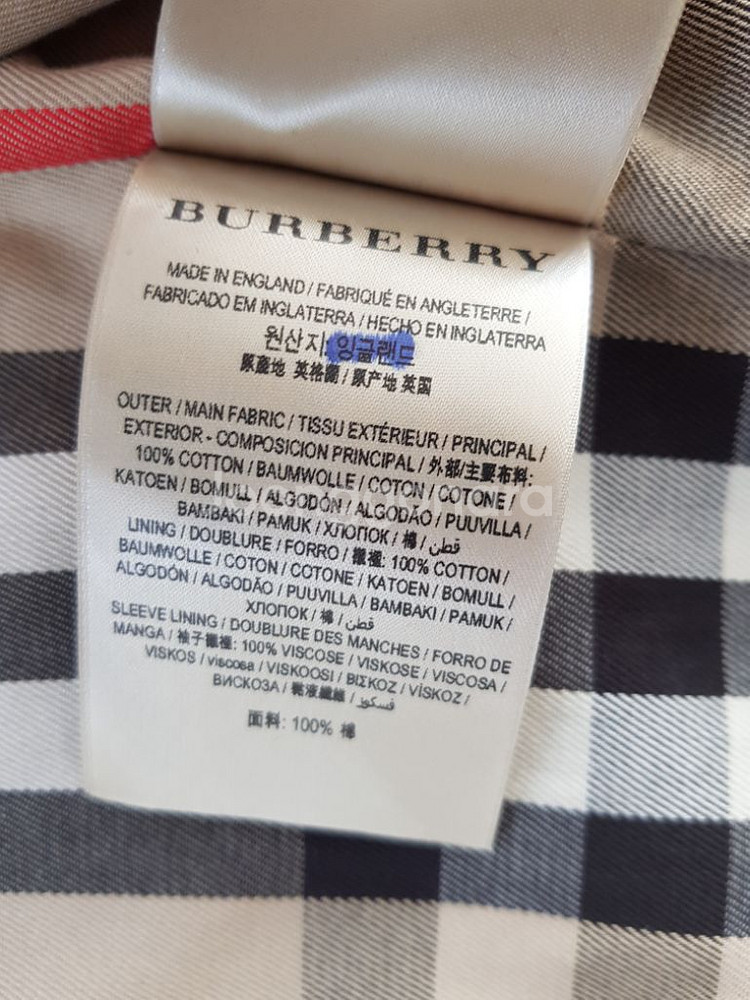 BURBERRY
MADE IN ENGLAND / FABRIQUÉ EN ANGLETERRE /
FABRICADO EM INGLATERRA / HECHO EN INGLATERRA
원산지: 잉글랜드
原產地 英格蘭 / 原产地 英国
OUTER / MAIN FABRIC / TISSU EXTÉRIEUR / PRINCIPAL /
EXTERIOR - COMPOSICION PRINCIPAL / 外部/主要布料:
100% COTTON / BAUMWOLLE / COTON / COTONE /
KATOEN / BOMULL / ALGODÓN / ALGODÃO / PUUVILLA /
BAMBAKI / PAMUK / ХЛОПОК / 棉 / قطن
LINING / DOUBLURE / FORRO / 襯裡: 100% COTTON /
BAUMWOLLE / COTON / COTONE / KATOEN / BOMULL /
ALGODÓN / ALGODÃO / PUUVILLA / BAMBAKI / PAMUK /
ХЛОПОК / 棉 / قطن
SLEEVE LINING / DOUBLURE DES MANCHES / FORRO DE
MANGA / 袖子襯裡: 100% VISCOSE / VISKOSE / VISCOSA /
VISKOS / viscosa / VISKOOSI / ΒΙΣΚΟΖ / VİSKOZ /
ВИСКОЗА / 黏液纖維 / فسكوز
面料: 100% 棉